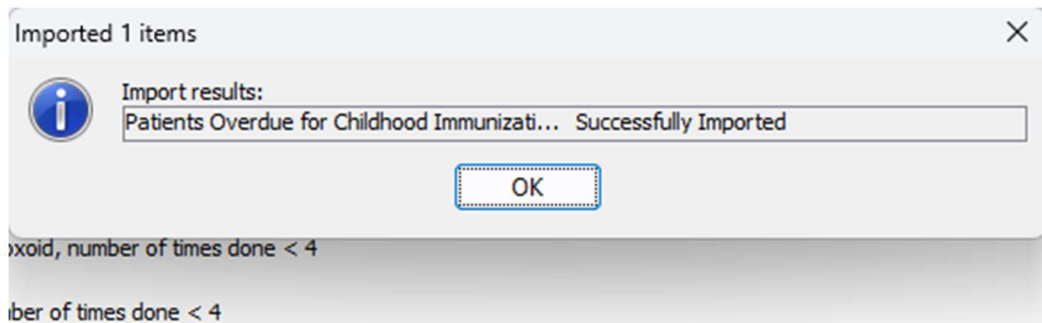 Imported 1 items
Import results:
Patients Overdue for Childhood Immunizati... Successfully Imported
OK
oxoid, number of times done < 4
ber of times done < 4